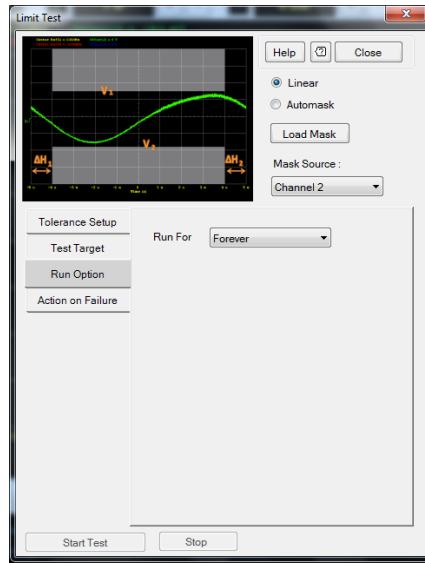 Limit Test
Help Close
Linear
V1
Automask
Load Mask
V2
Mask Source :
ΔH1 ΔH2
Channel 2
Time (s)
Tolerance Setup
Run For Forever
Test Target
Run Option
Action on Failure
Start Test Stop